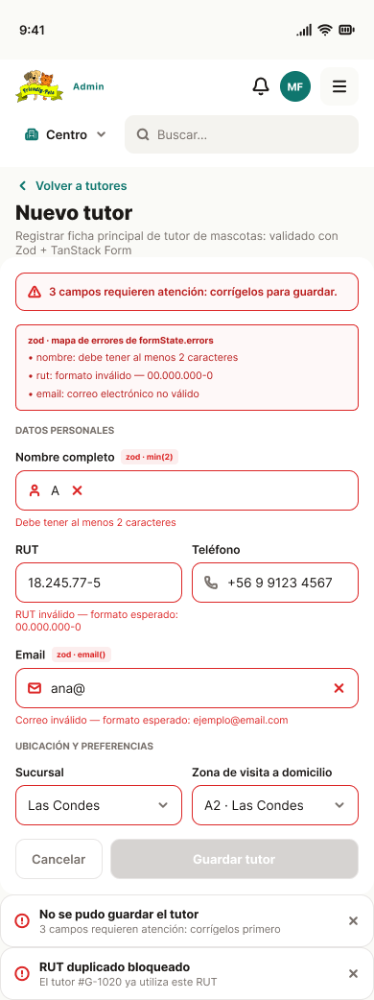 9:41
Friendly-Pets
Admin
MF
Centro
Buscar...
Volver a tutores
Nuevo tutor
Registrar ficha principal de tutor de mascotas: validado con
Zod + TanStack Form
3 campos requieren atención: corrígelos para guardar.
zod · mapa de errores de formState.errors
• nombre: debe tener al menos 2 caracteres
• rut: formato inválido — 00.000.000-0
• email: correo electrónico no válido
DATOS PERSONALES
Nombre completo zod · min(2)
A
Debe tener al menos 2 caracteres
RUT Teléfono
18.245.77-5 +56 9 9123 4567
RUT inválido — formato esperado:
00.000.000-0
Email zod · email()
ana@
Correo inválido — formato esperado: ejemplo@email.com
UBICACIÓN Y PREFERENCIAS
Sucursal Zona de visita a domicilio
Las Condes A2 · Las Condes
Cancelar Guardar tutor
No se pudo guardar el tutor
3 campos requieren atención: corrígelos primero
RUT duplicado bloqueado
El tutor #G-1020 ya utiliza este RUT